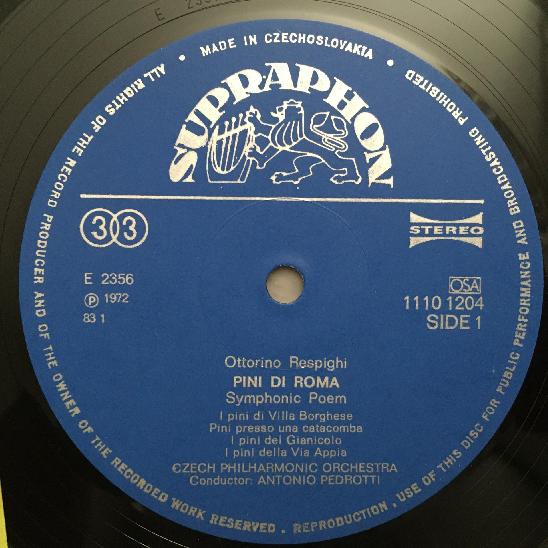 ALL RIGHTS OF THE RECORD PRODUCER AND OF THE OWNER OF THE RECORDED WORK RESERVED . REPRODUCTION , USE OF THIS DISC FOR PUBLIC PERFORMANCE AND BROADCASTING PROHIBITED
• MADE IN CZECHOSLOVAKIA •
SUPRAPHON
33
STEREO
E 2356
Ⓟ 1972
83 1
OSA
1110 1204
SIDE 1
Ottorino Respighi
PINI DI ROMA
Symphonic Poem
I pini di Villa Borghese
Pini presso una catacomba
I pini del Gianicolo
I pini della Via Appia
CZECH PHILHARMONIC ORCHESTRA
Conductor: ANTONIO PEDROTTI